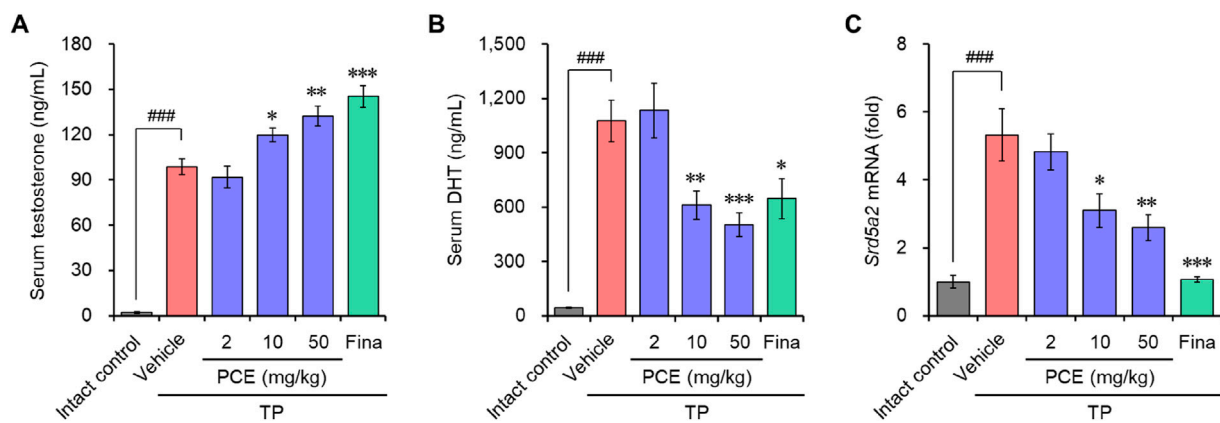 A
Serum testosterone (ng/mL)
180
150
120
90
60
30
0
###
*
**
***
Intact control
Vehicle
2
10
50
Fina
PCE (mg/kg)
TP
B
Serum DHT (ng/mL)
1,500
1,200
900
600
300
0
###
**
***
*
Intact control
Vehicle
2
10
50
Fina
PCE (mg/kg)
TP
C
Srd5a2 mRNA (fold)
8
6
4
2
0
###
*
**
***
Intact control
Vehicle
2
10
50
Fina
PCE (mg/kg)
TP